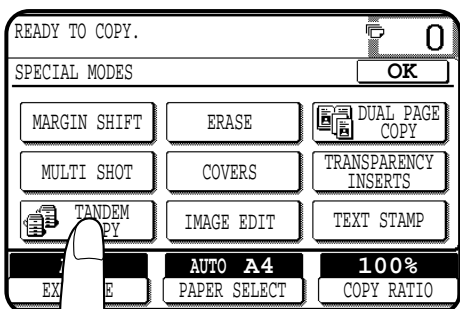 READY TO COPY.
0
SPECIAL MODES
OK
MARGIN SHIFT
ERASE
DUAL PAGE
COPY
MULTI SHOT
COVERS
TRANSPARENCY
INSERTS
TANDEM
IMAGE EDIT
TEXT STAMP
AUTO A4
100%
PAPER SELECT
COPY RATIO